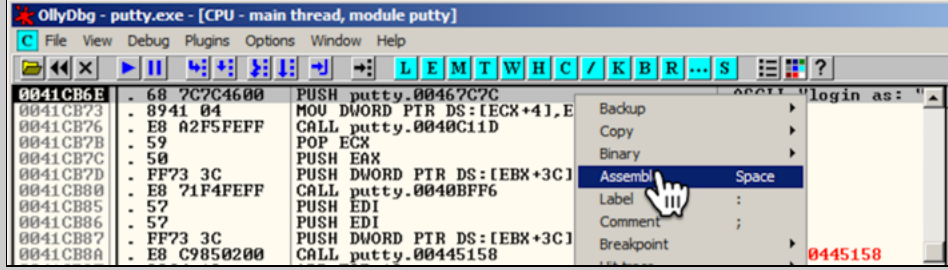 OllyDbg - putty.exe - [CPU - main thread, module putty]
C File View Debug Plugins Options Window Help
L E M T W H C / K B R ... S ?
0041CB6E . 68 7C7C4600 PUSH putty.00467C7C ASCII "login as: "
0041CB73 . 8941 04 MOV DWORD PTR DS:[ECX+4],E
0041CB76 . E8 A2F5FEFF CALL putty.0040C11D
0041CB7B . 59 POP ECX
0041CB7C . 50 PUSH EAX
0041CB7D . FF73 3C PUSH DWORD PTR DS:[EBX+3C]
0041CB80 . E8 71F4FEFF CALL putty.0040BFF6
0041CB85 . 57 PUSH EDI
0041CB86 . 57 PUSH EDI
0041CB87 . FF73 3C PUSH DWORD PTR DS:[EBX+3C]
0041CB8A . E8 C9850200 CALL putty.00445158 00445158
Backup
Copy
Binary
Assemble Space
Label :
Comment ;
Breakpoint